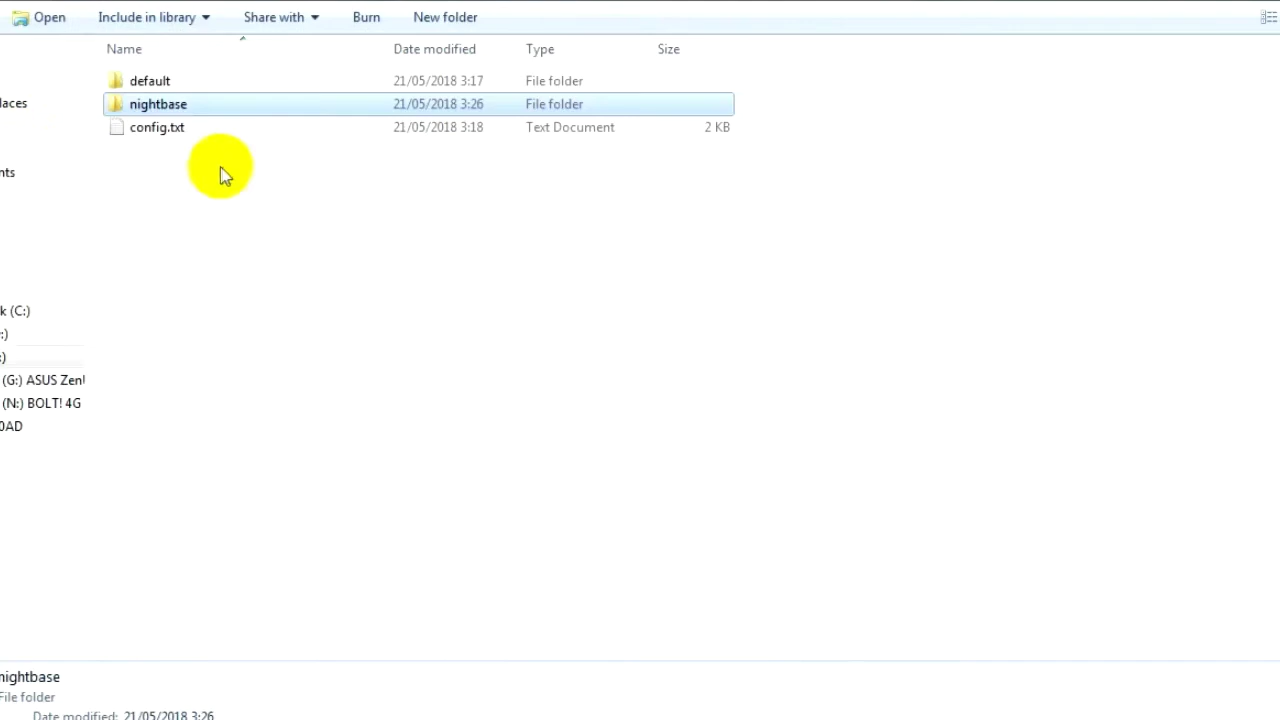 Open Include in library Share with Burn New folder
Name Date modified Type Size
default 21/05/2018 3:17 File folder
nightbase 21/05/2018 3:26 File folder
config.txt 21/05/2018 3:18 Text Document 2 KB
laces
nts
k (C:)
:)
:)
(G:) ASUS Zen
(N:) BOLT! 4G
0AD
nightbase
File folder
Date modified: 21/05/2018 3:26